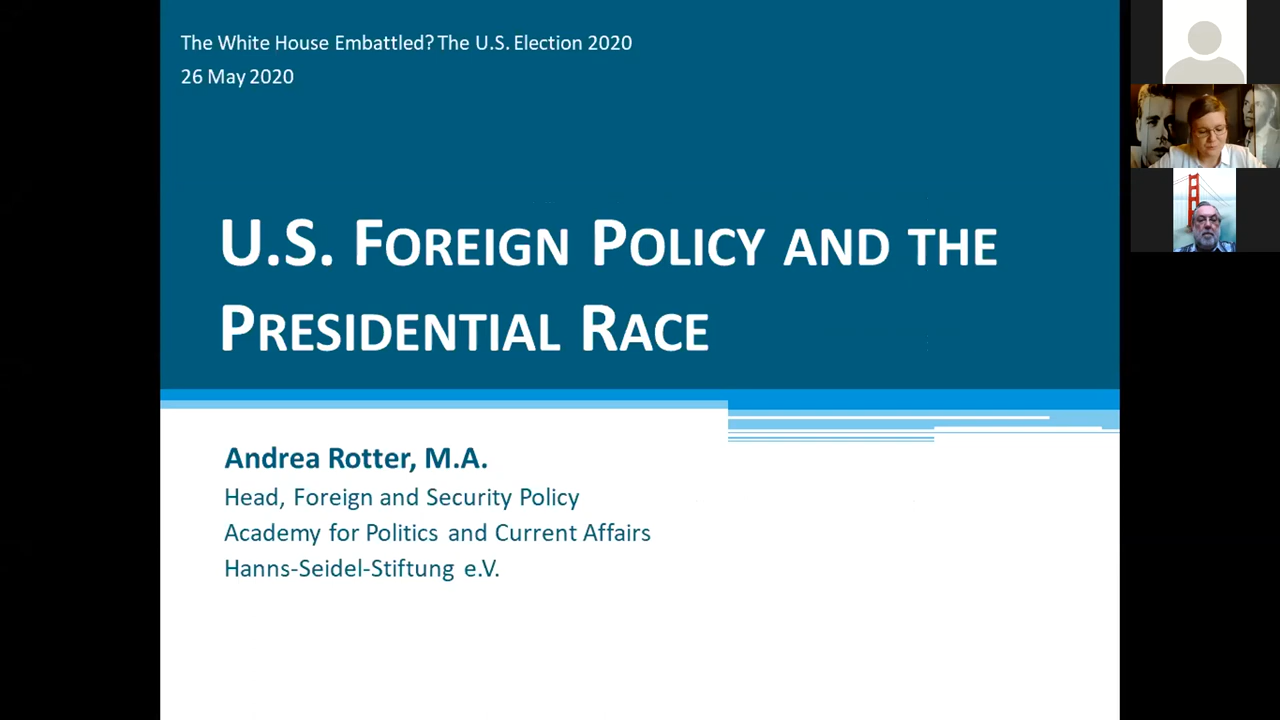 The White House Embattled? The U.S. Election 2020
26 May 2020
U.S. FOREIGN POLICY AND THE
PRESIDENTIAL RACE
Andrea Rotter, M.A.
Head, Foreign and Security Policy
Academy for Politics and Current Affairs
Hanns-Seidel-Stiftung e.V.